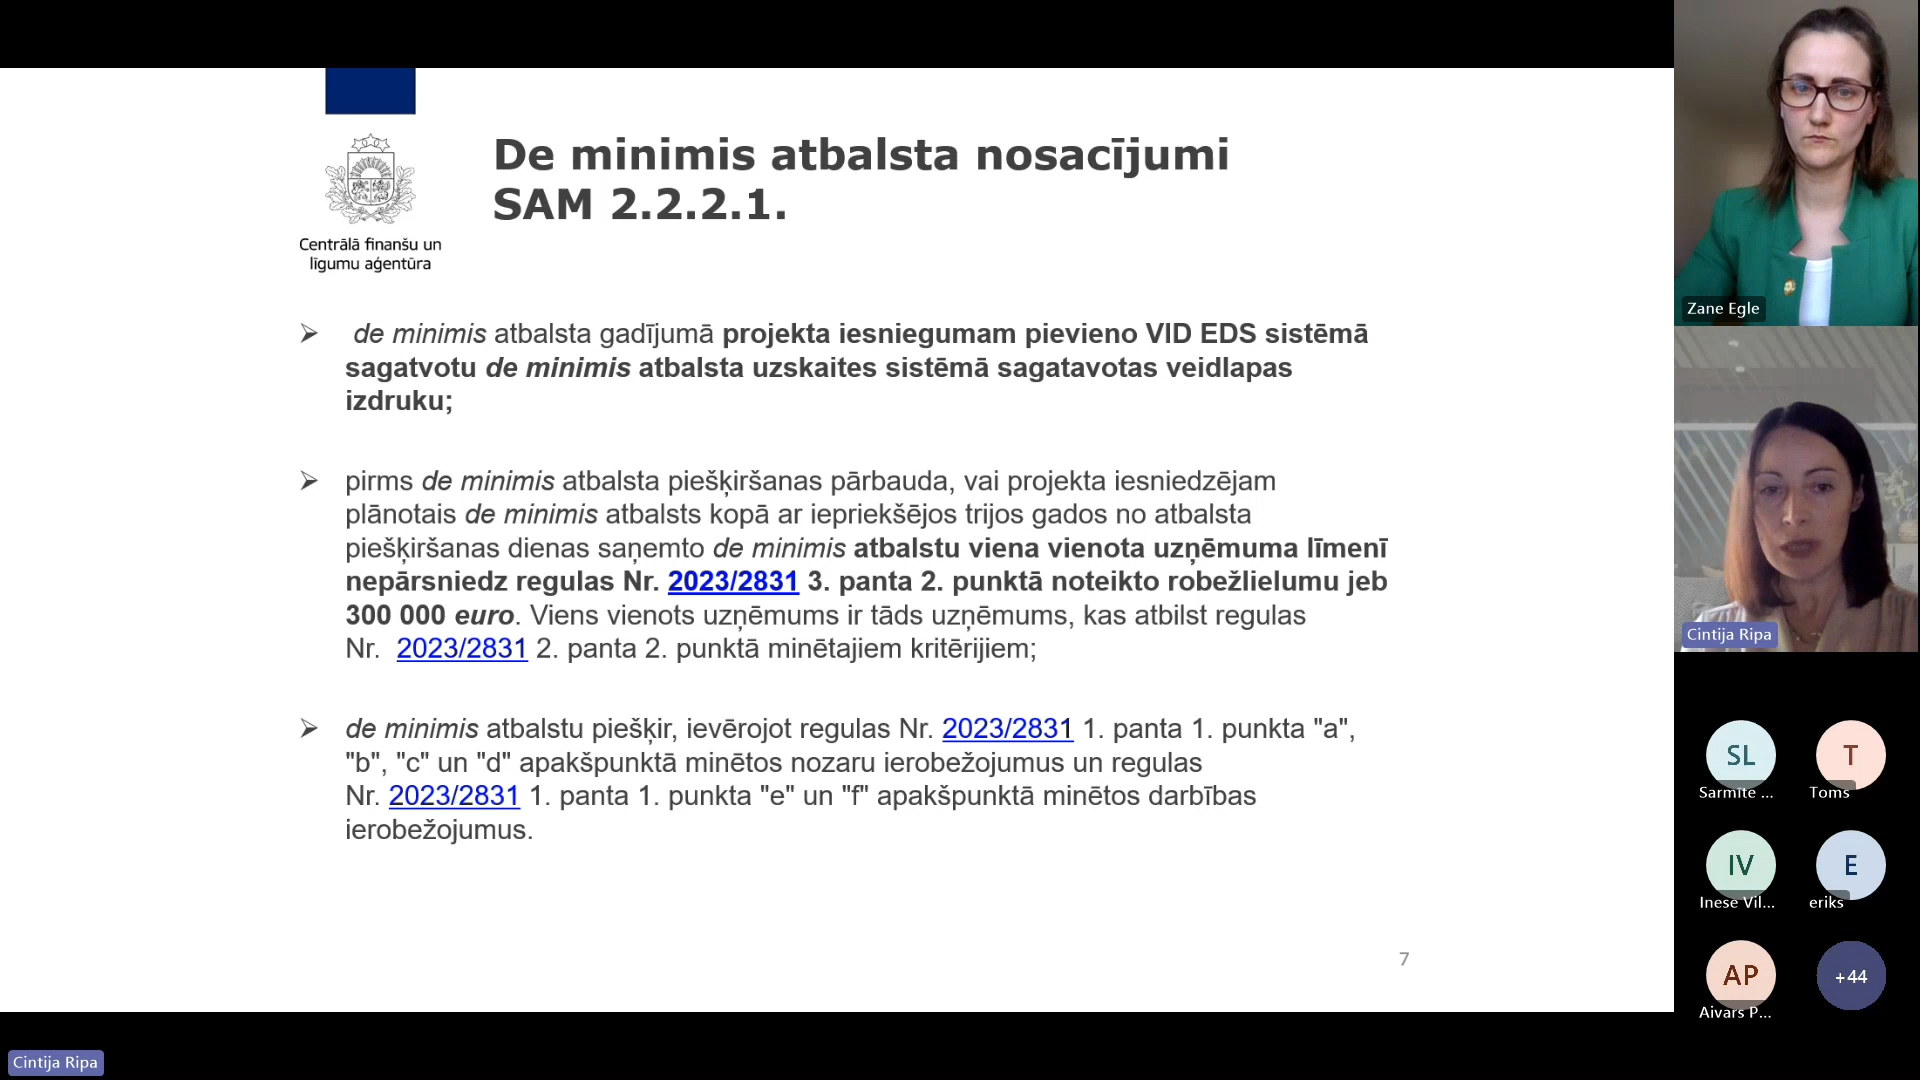 De minimis atbalsta nosacījumi
SAM 2.2.2.1.
Centrālā finanšu un
līgumu aģentūra
de minimis atbalsta gadījumā projekta iesniegumam pievieno VID EDS sistēmā
sagatvotu de minimis atbalsta uzskaites sistēmā sagatavotas veidlapas
izdruku;
pirms de minimis atbalsta piešķiršanas pārbauda, vai projekta iesniedzējam
plānotais de minimis atbalsts kopā ar iepriekšējos trijos gados no atbalsta
piešķiršanas dienas saņemto de minimis atbalstu viena vienota uzņēmuma līmenī
nepārsniedz regulas Nr. 2023/2831 3. panta 2. punktā noteikto robežlielumu jeb
300 000 euro. Viens vienots uzņēmums ir tāds uzņēmums, kas atbilst regulas
Nr. 2023/2831 2. panta 2. punktā minētajiem kritērijiem;
de minimis atbalstu piešķir, ievērojot regulas Nr. 2023/2831 1. panta 1. punkta "a",
"b", "c" un "d" apakšpunktā minētos nozaru ierobežojumus un regulas
Nr. 2023/2831 1. panta 1. punkta "e" un "f" apakšpunktā minētos darbības
ierobežojumus.
7
Zane Egle
Cintija Ripa
SL
Sarmīte ...
T
Toms
IV
Inese Vil...
E
eriks
AP
Aivars P...
+44
Cintija Ripa